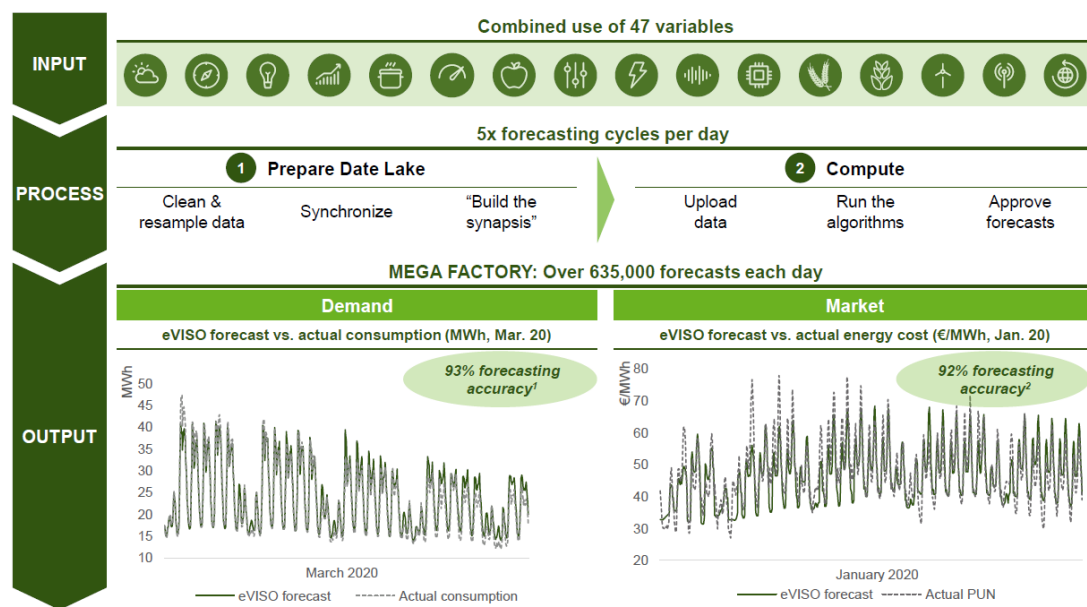 INPUT
Combined use of 47 variables
PROCESS
5x forecasting cycles per day
1 Prepare Date Lake
Clean &
resample data
Synchronize
“Build the
synapsis”
2 Compute
Upload
data
Run the
algorithms
Approve
forecasts
OUTPUT
MEGA FACTORY: Over 635,000 forecasts each day
Demand
eVISO forecast vs. actual consumption (MWh, Mar. 20)
93% forecasting
accuracy1
MWh
50
45
40
35
30
25
20
15
10
March 2020
eVISO forecast
Actual consumption
Market
eVISO forecast vs. actual energy cost (€/MWh, Jan. 20)
92% forecasting
accuracy2
€/MWh
80
70
60
50
40
30
20
January 2020
eVISO forecast
Actual PUN